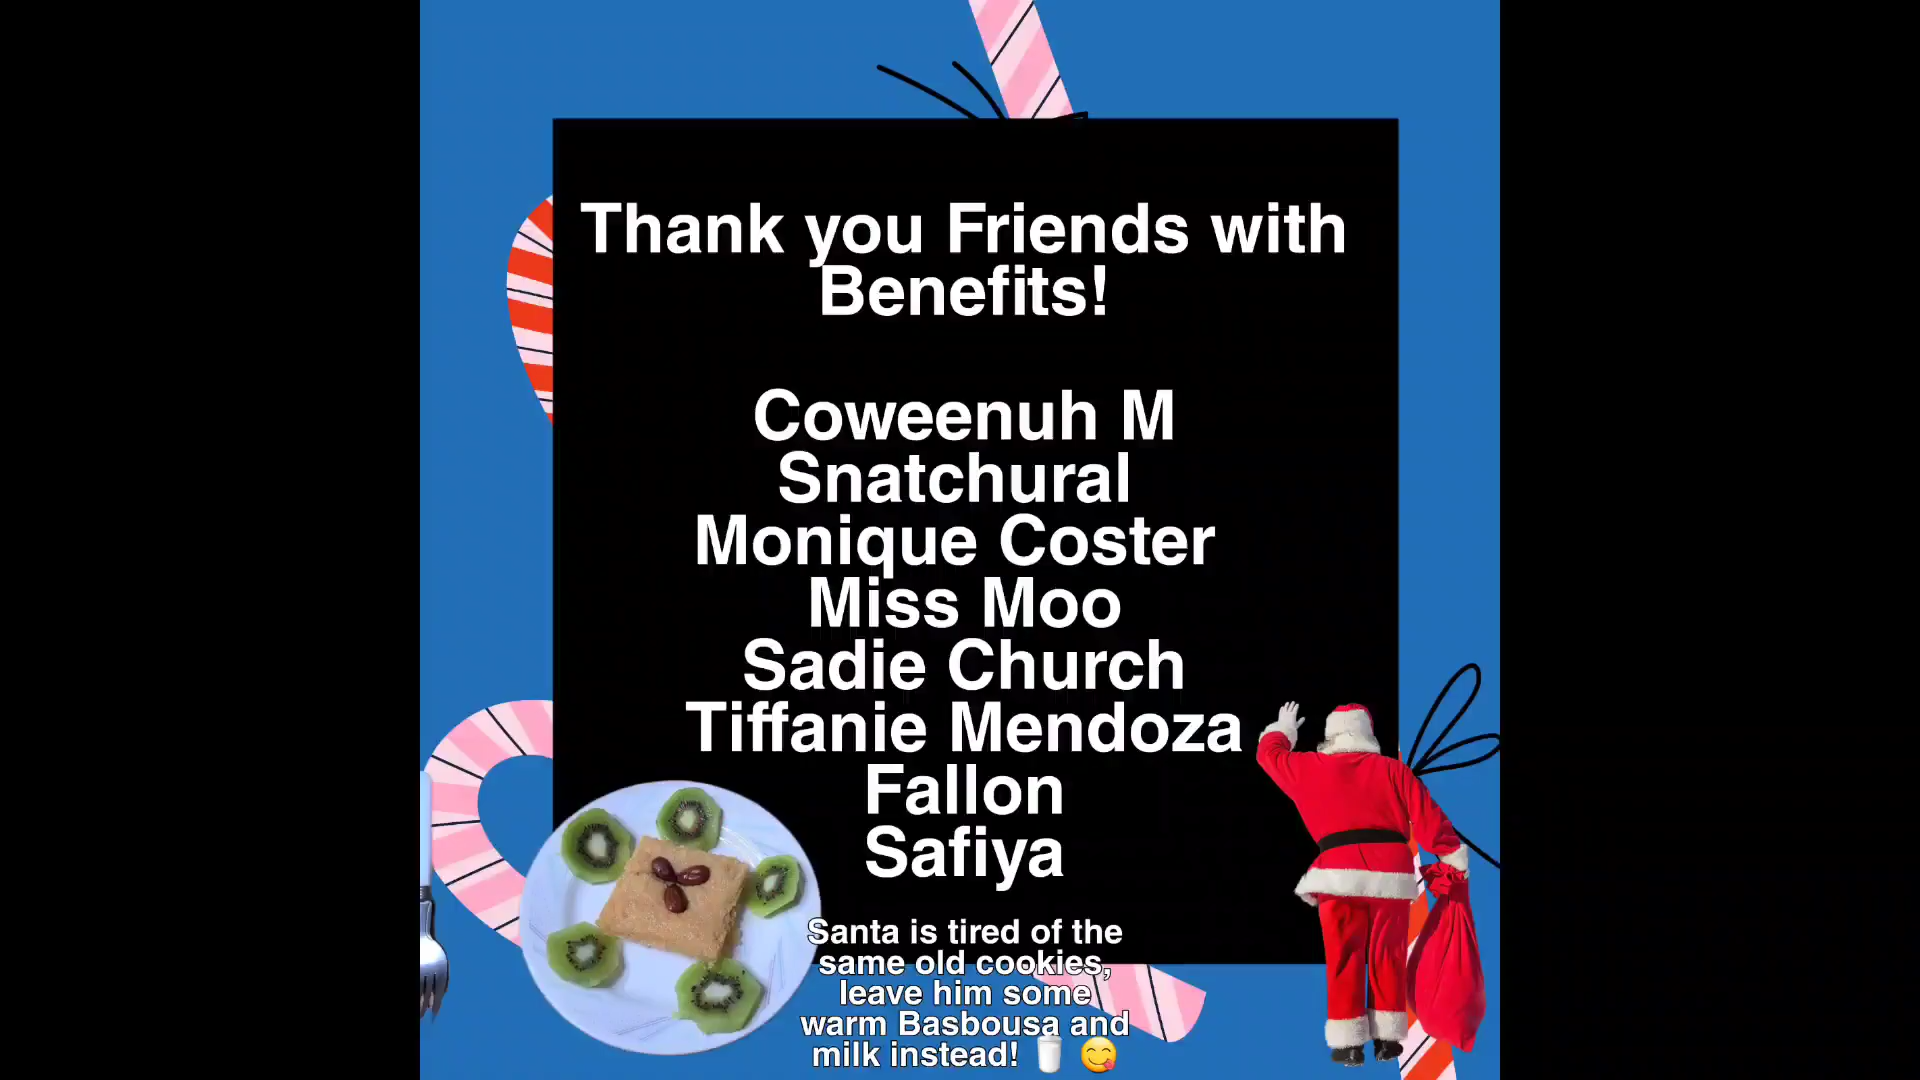 Thank you Friends with
Benefits!
Coweenuh M
Snatchural
Monique Coster
Miss Moo
Sadie Church
Tiffanie Mendoza
Fallon
Safiya
Santa is tired of the
same old cookies,
leave him some
warm Basbousa and
milk instead! 🥛 😋